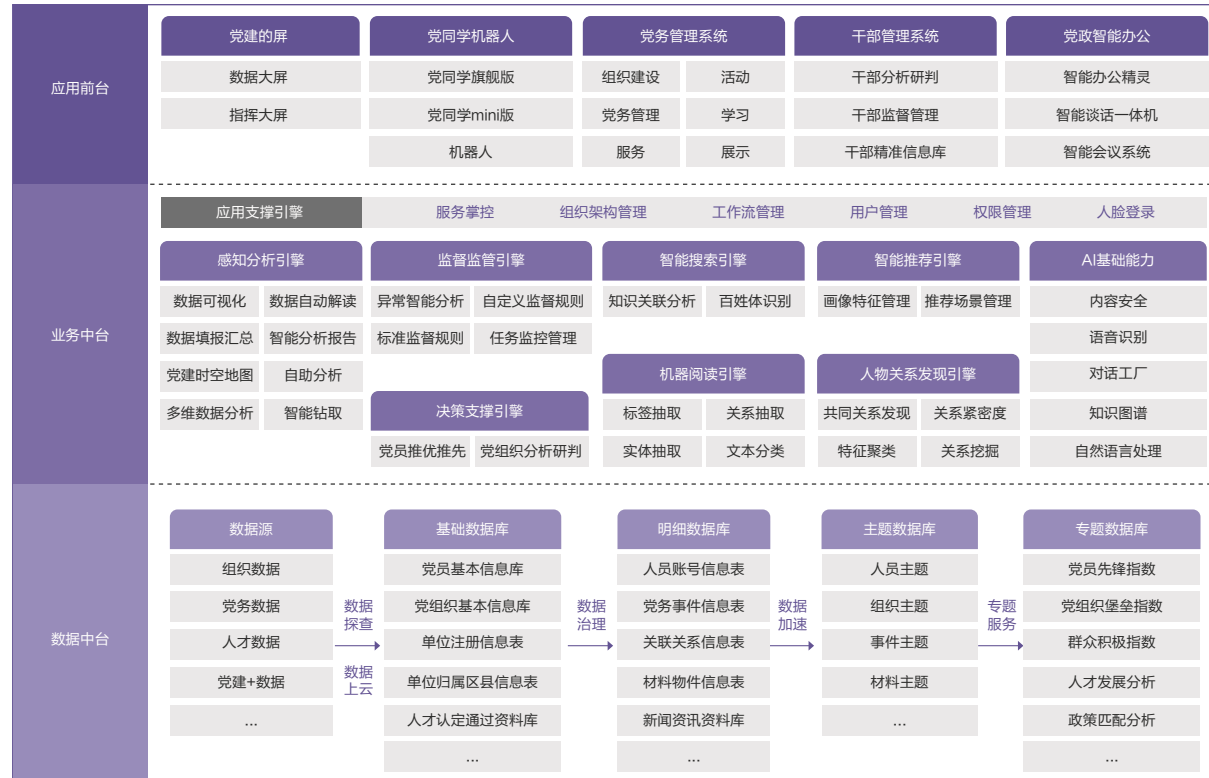 应用前台
党建的屏
数据大屏
指挥大屏
党同学机器人
党同学旗舰版
党同学mini版
机器人
党务管理系统
组织建设 活动
党务管理 学习
服务 展示
干部管理系统
干部分析研判
干部监督管理
干部精准信息库
党政智能办公
智能办公精灵
智能谈话一体机
智能会议系统
业务中台
应用支撑引擎 服务掌控 组织架构管理 工作流管理 用户管理 权限管理 人脸登录
感知分析引擎
数据可视化 数据自动解读
数据填报汇总 智能分析报告
党建时空地图 自助分析
多维数据分析 智能钻取
监督监管引擎
异常智能分析 自定义监督规则
标准监督规则 任务监控管理
决策支撑引擎
党员推优推先 党组织分析研判
智能搜索引擎
知识关联分析 百姓体识别
机器阅读引擎
标签抽取 关系抽取
实体抽取 文本分类
智能推荐引擎
画像特征管理 推荐场景管理
人物关系发现引擎
共同关系发现 关系紧密度
特征聚类 关系挖掘
AI基础能力
内容安全
语音识别
对话工厂
知识图谱
自然语言处理
数据中台
数据源
组织数据
党务数据
人才数据
党建+数据
...
数据
探查
数据
上云
基础数据库
党员基本信息库
党组织基本信息库
单位注册信息表
单位归属区县信息表
人才认定通过资料库
...
数据
治理
明细数据库
人员账号信息表
党务事件信息表
关联关系信息表
材料物件信息表
新闻资讯资料库
...
数据
加速
主题数据库
人员主题
组织主题
事件主题
材料主题
...
专题
服务
专题数据库
党员先锋指数
党组织堡垒指数
群众积极指数
人才发展分析
政策匹配分析
...